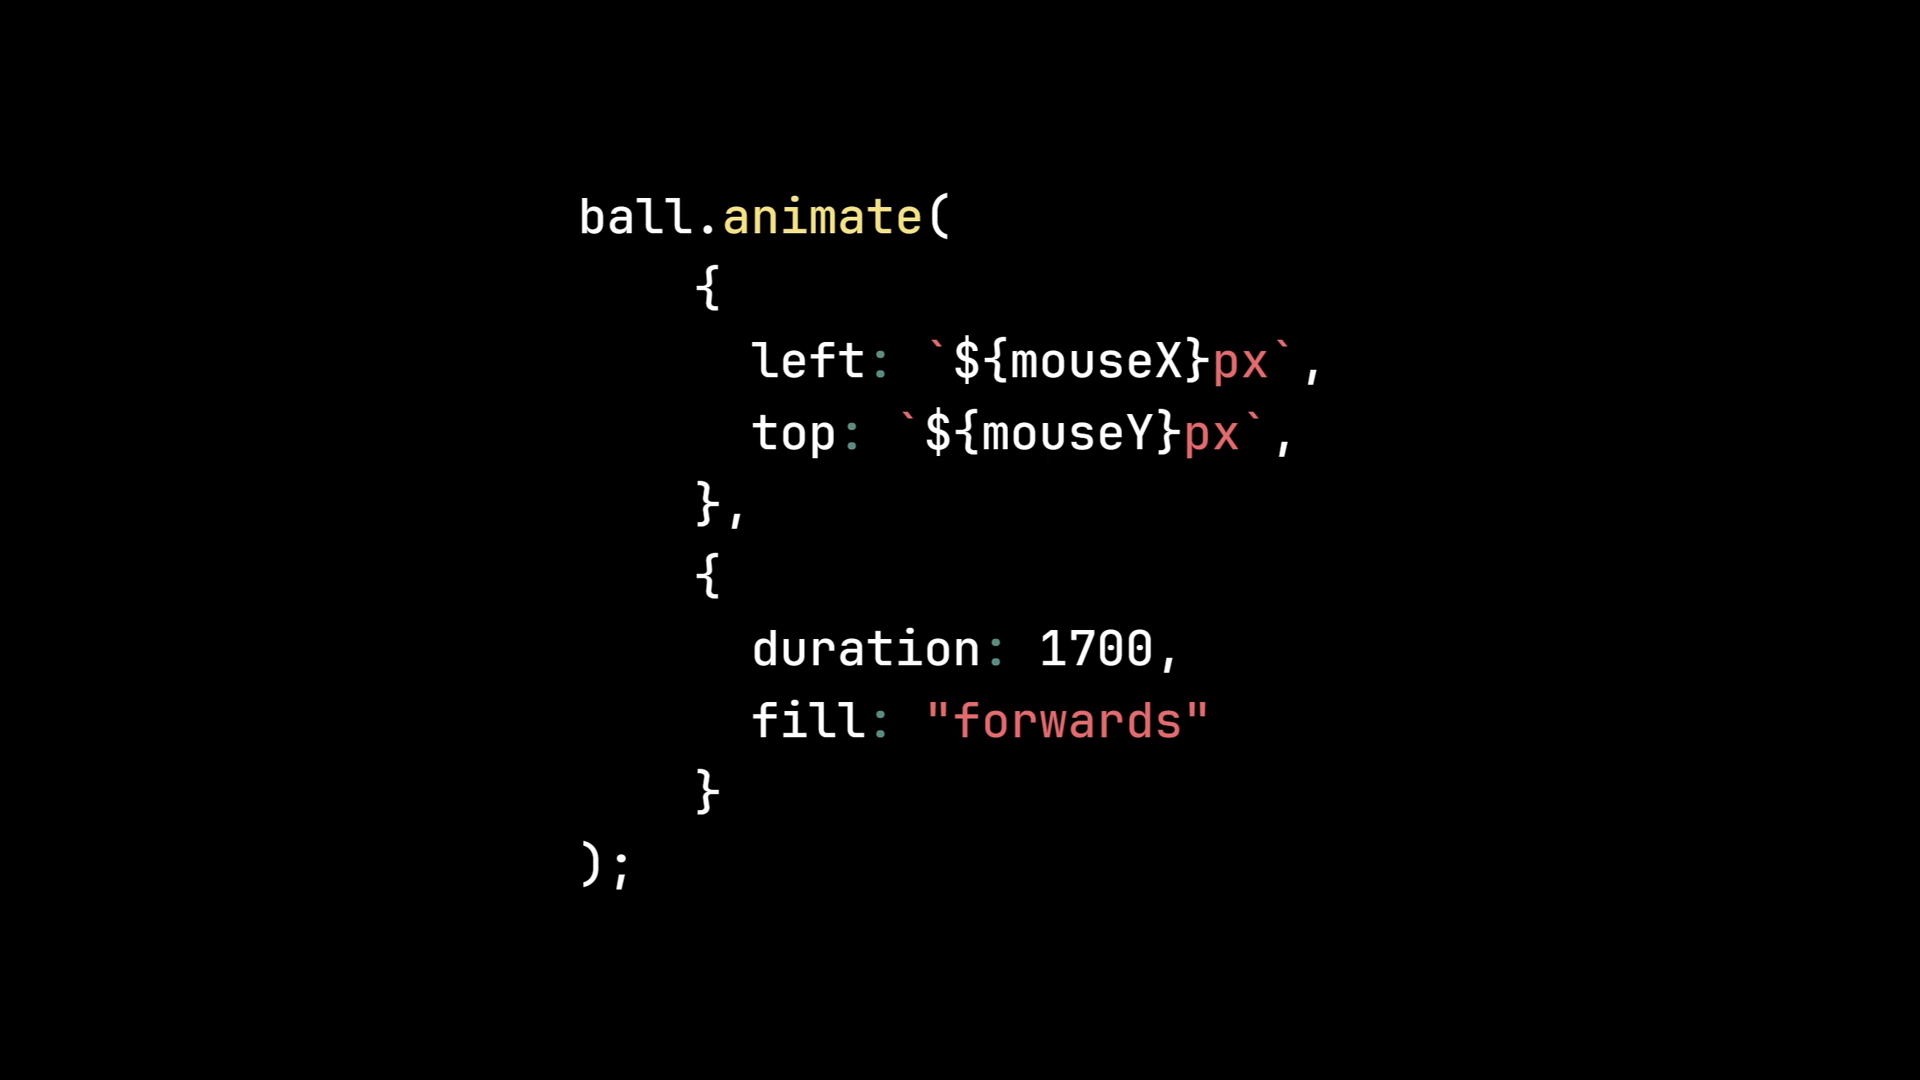 ball.animate(
{
left: `${mouseX}px`,
top: `${mouseY}px`,
},
{
duration: 1700,
fill: "forwards"
}
);